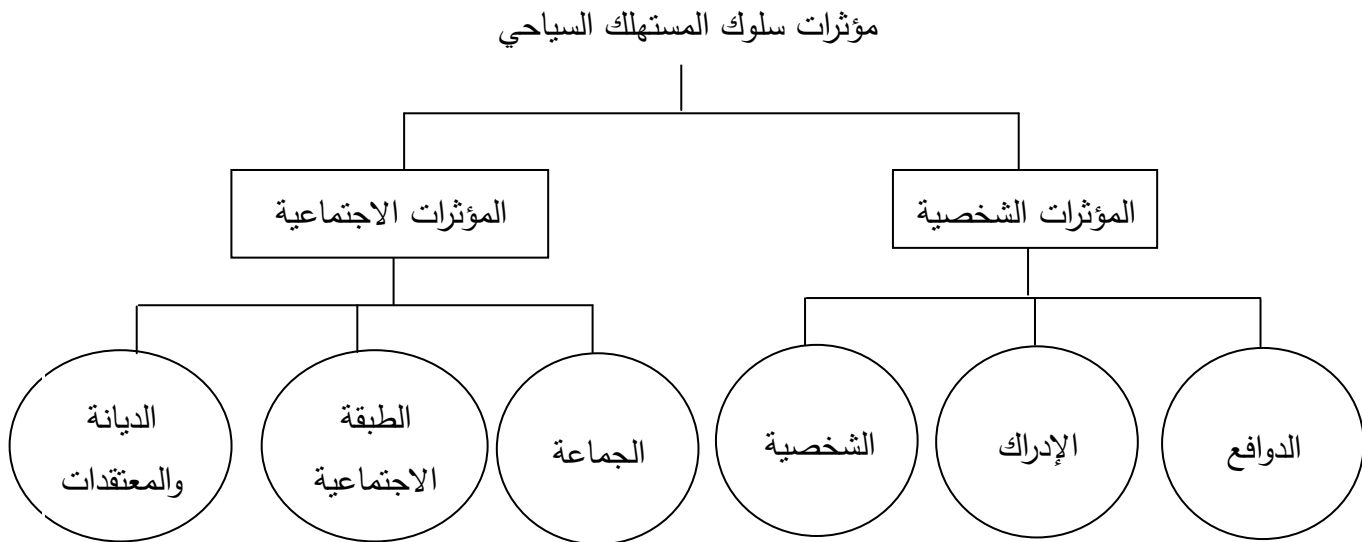 مؤثرات سلوك المستهلك السياحي
المؤثرات الشخصية
المؤثرات الاجتماعية
الدوافع
الإدراك
الشخصية
الجماعة
الطبقة
الاجتماعية
الديانة
والمعتقدات